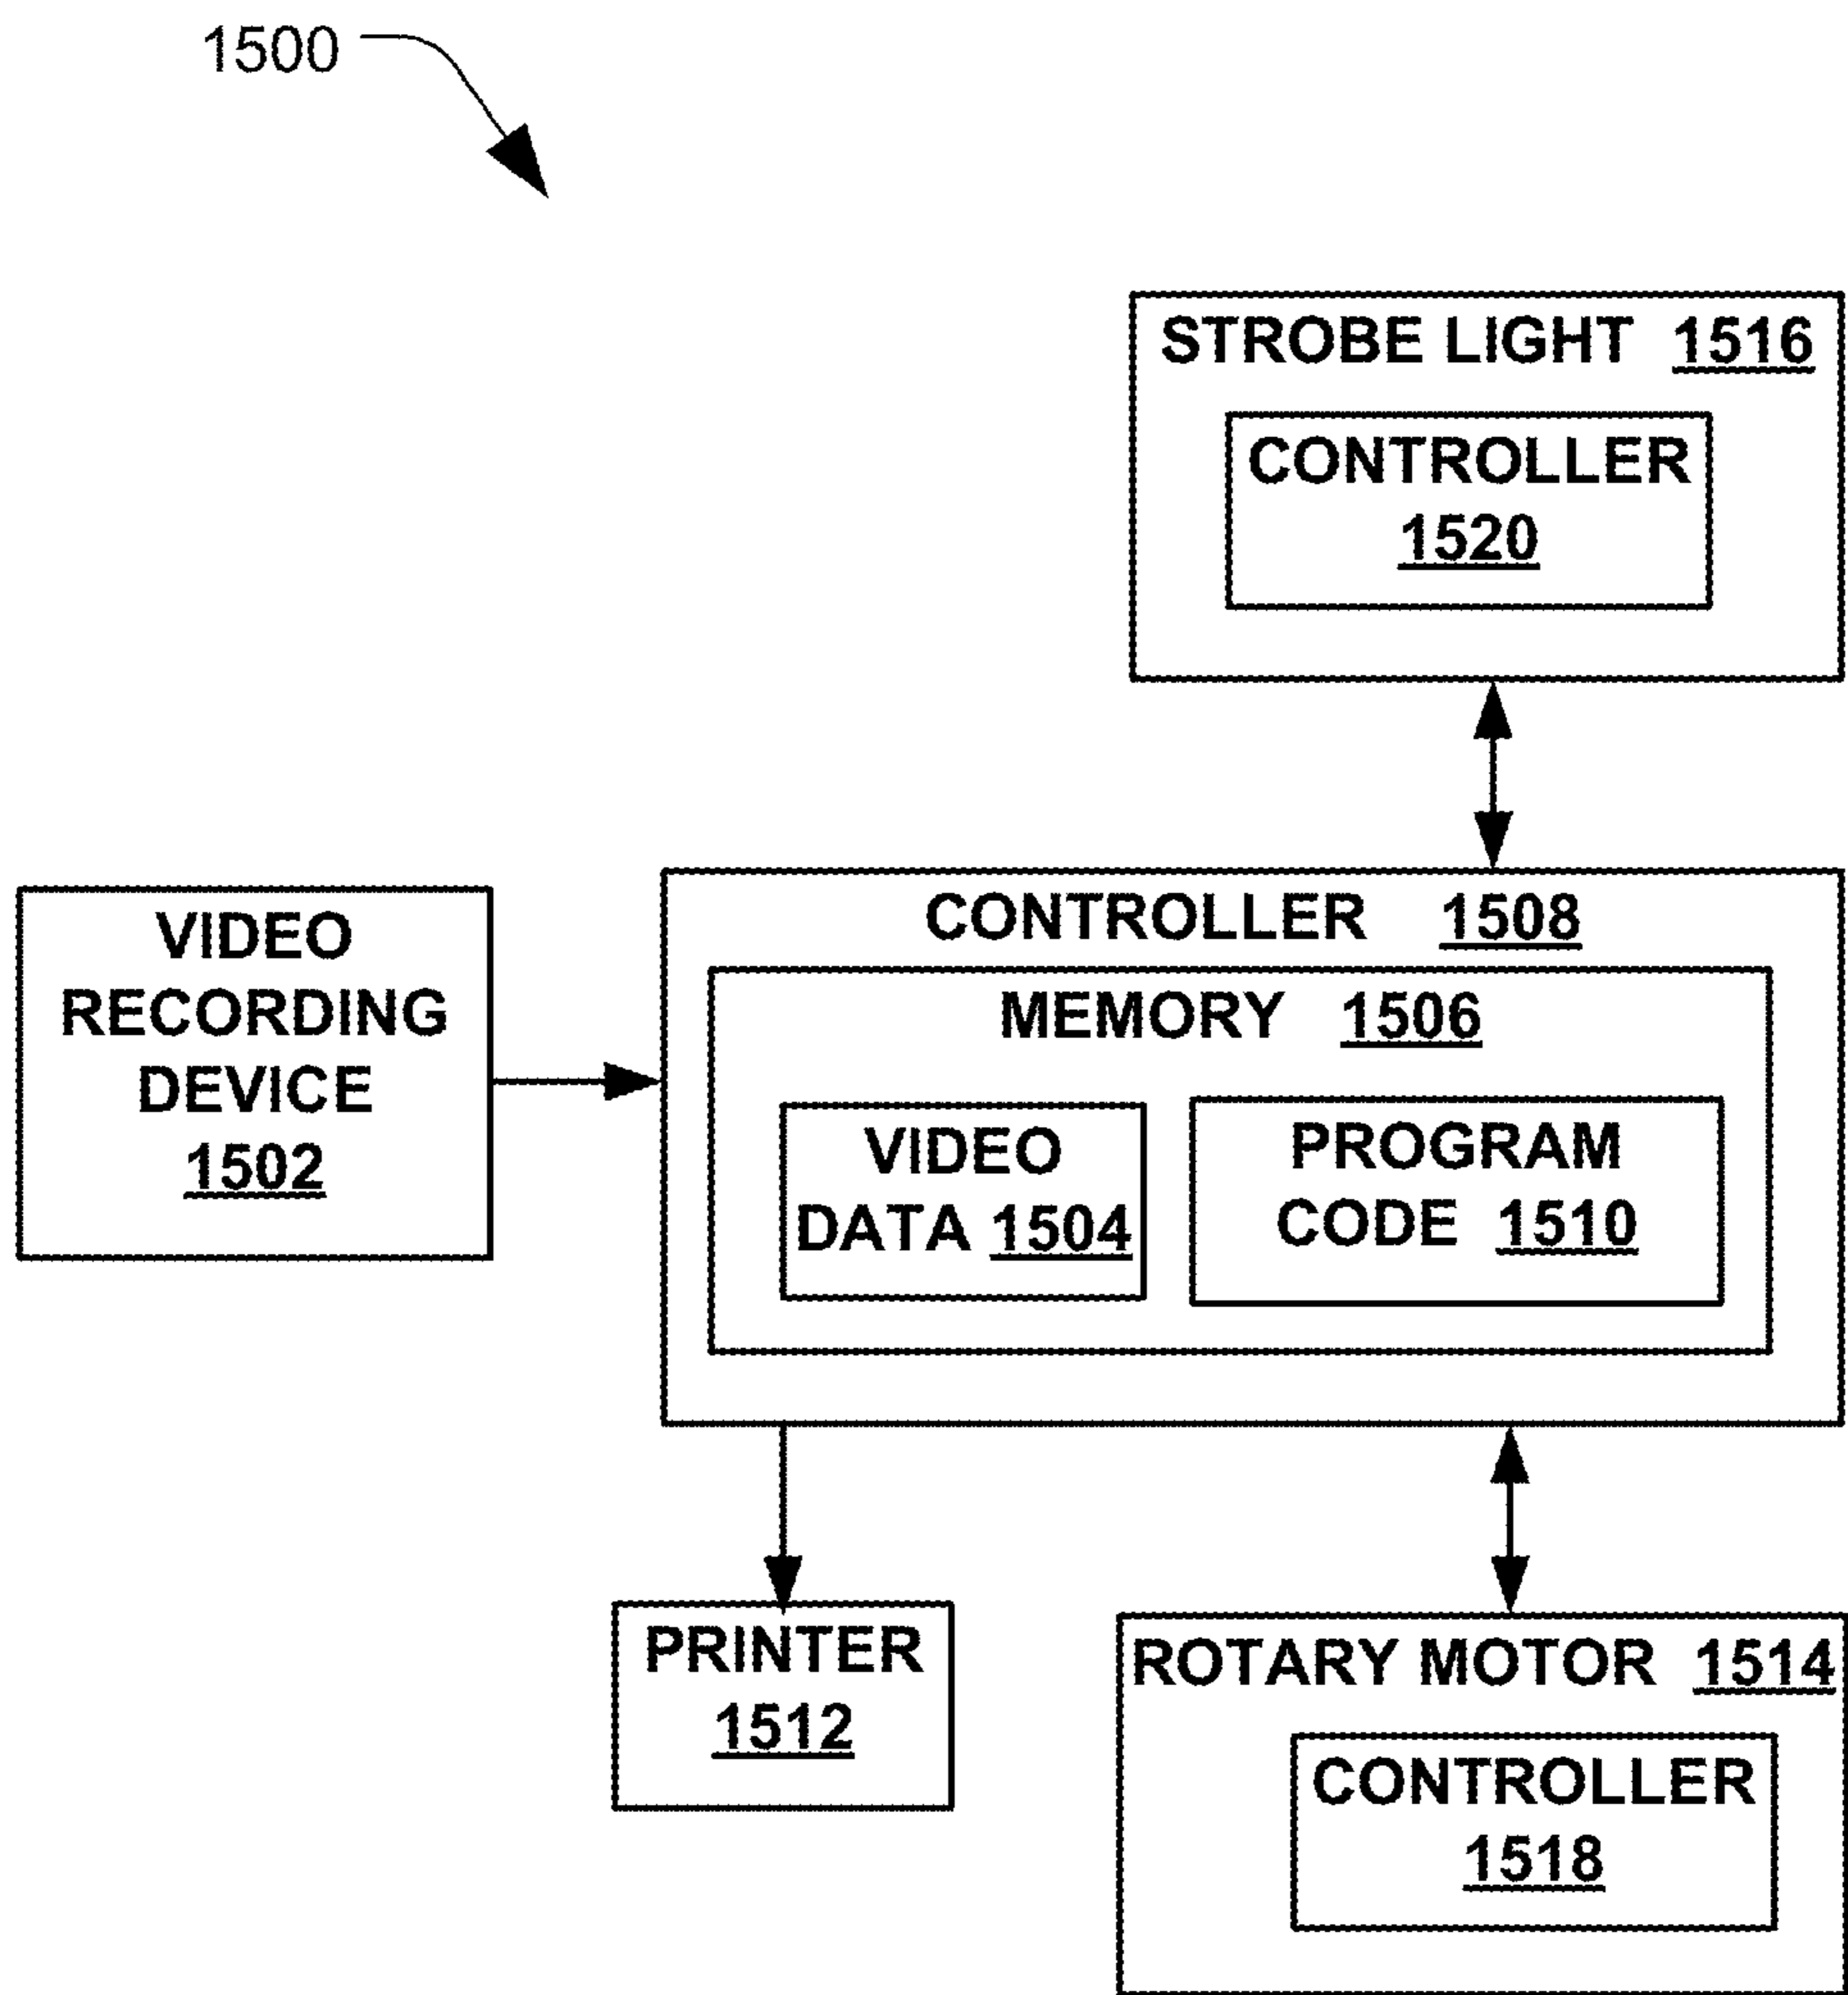 1500
STROBE LIGHT 1516
CONTROLLER
1520
VIDEO
RECORDING
DEVICE
1502
CONTROLLER 1508
MEMORY 1506
VIDEO
DATA 1504
PROGRAM
CODE 1510
PRINTER
1512
ROTARY MOTOR 1514
CONTROLLER
1518